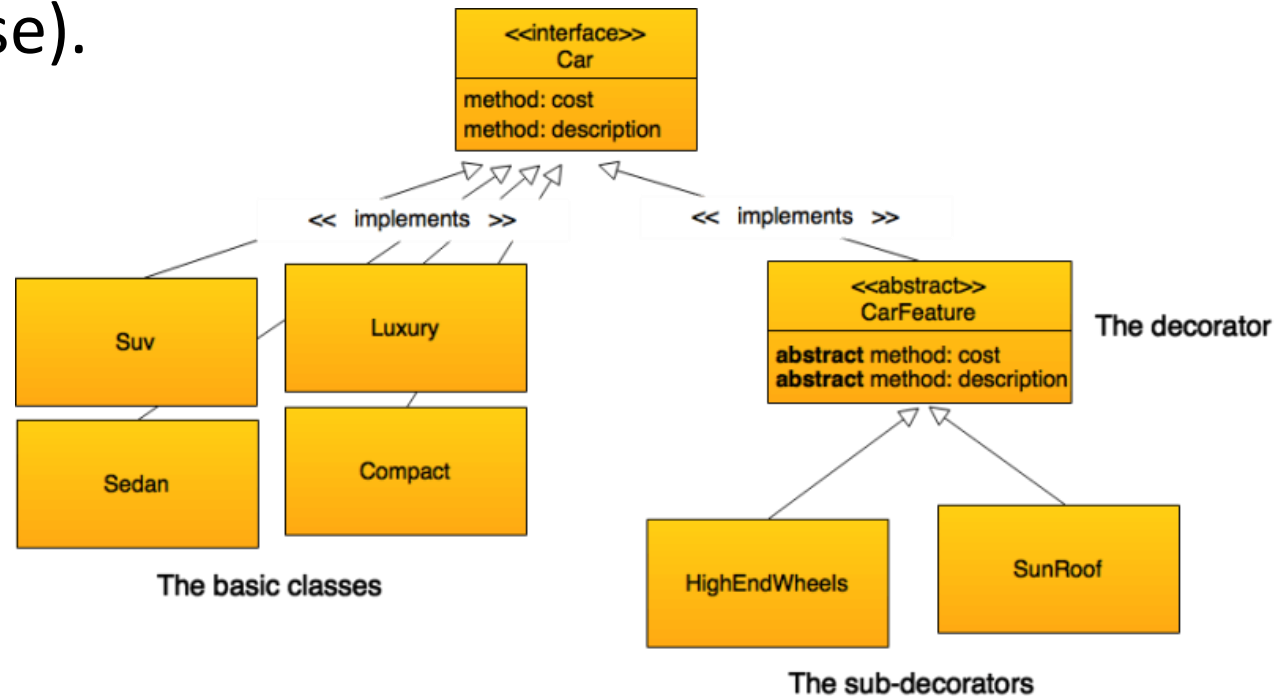 se).
<<interface>>
Car
method: cost
method: description
<< implements >>
<< implements >>
Suv
Luxury
<<abstract>>
CarFeature
abstract method: cost
abstract method: description
The decorator
Sedan
Compact
The basic classes
HighEndWheels
SunRoof
The sub-decorators